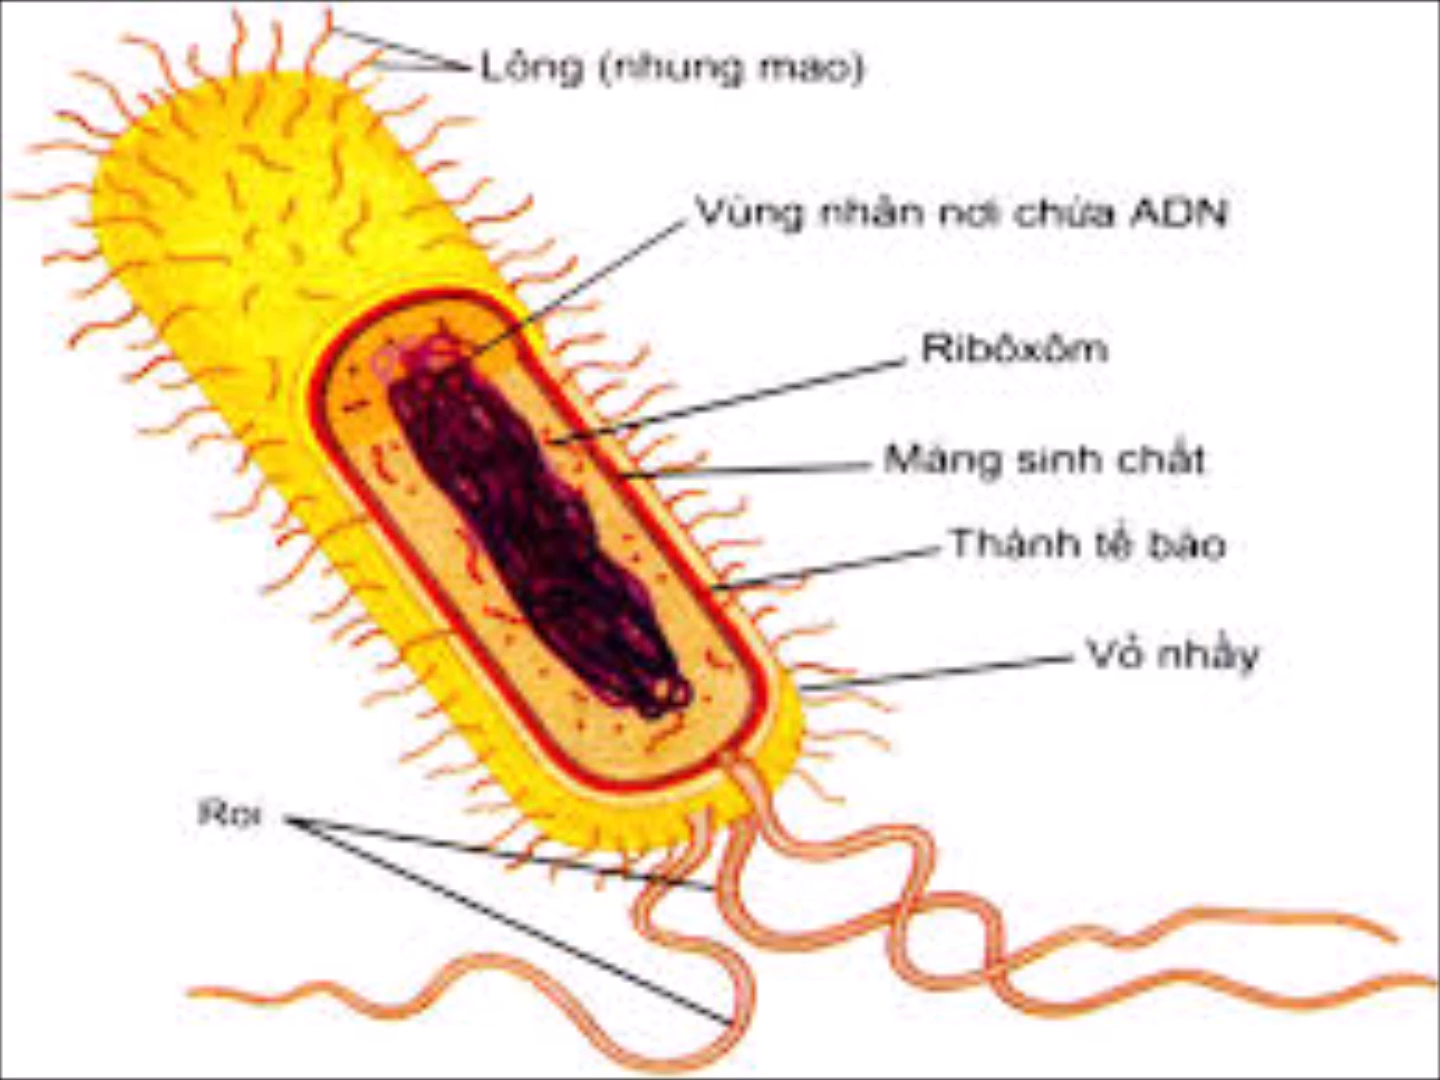 Lông (nhung mao)
Vùng nhân nơi chứa ADN
Ribôxôm
Màng sinh chất
Thành tế bào
Vỏ nhầy
Roi